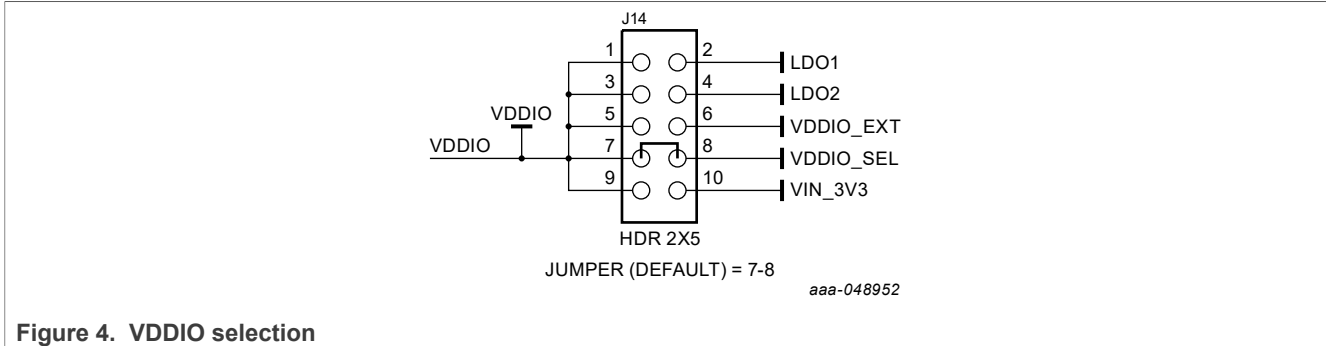 J14
1 2 LDO1
3 4 LDO2
VDDIO 5 6 VDDIO_EXT
VDDIO 7 8 VDDIO_SEL
9 10 VIN_3V3
HDR 2X5
JUMPER (DEFAULT) = 7-8
aaa-048952
Figure 4. VDDIO selection